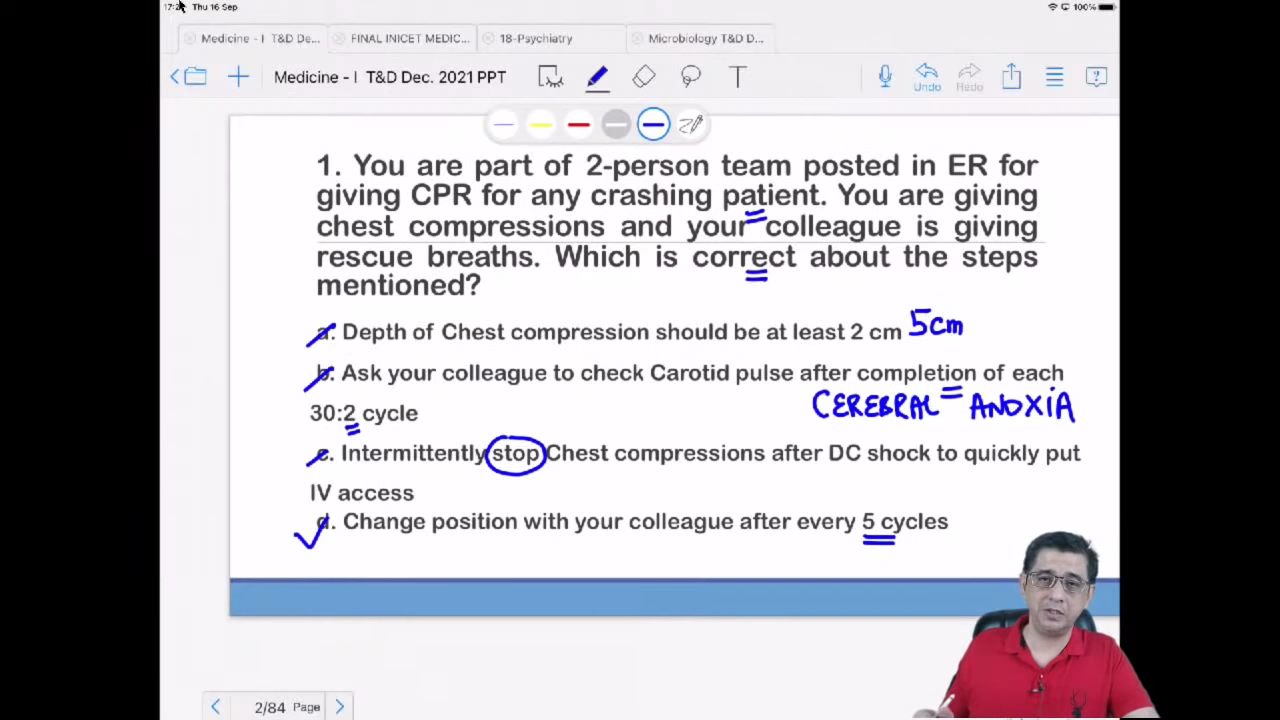 17:2 Thu 16 Sep
100%
Medicine - I T&D De...
FINAL INICET MEDIC...
18-Psychiatry
Microbiology T&D D...
Medicine - I T&D Dec. 2021 PPT
T
Undo
Redo
1. You are part of 2-person team posted in ER for
giving CPR for any crashing patient. You are giving
chest compressions and your colleague is giving
rescue breaths. Which is correct about the steps
mentioned?
a. Depth of Chest compression should be at least 2 cm 5cm
b. Ask your colleague to check Carotid pulse after completion of each
30:2 cycle
CEREBRAL ANOXIA
c. Intermittently stop Chest compressions after DC shock to quickly put
IV access
d. Change position with your colleague after every 5 cycles
2/84 Page